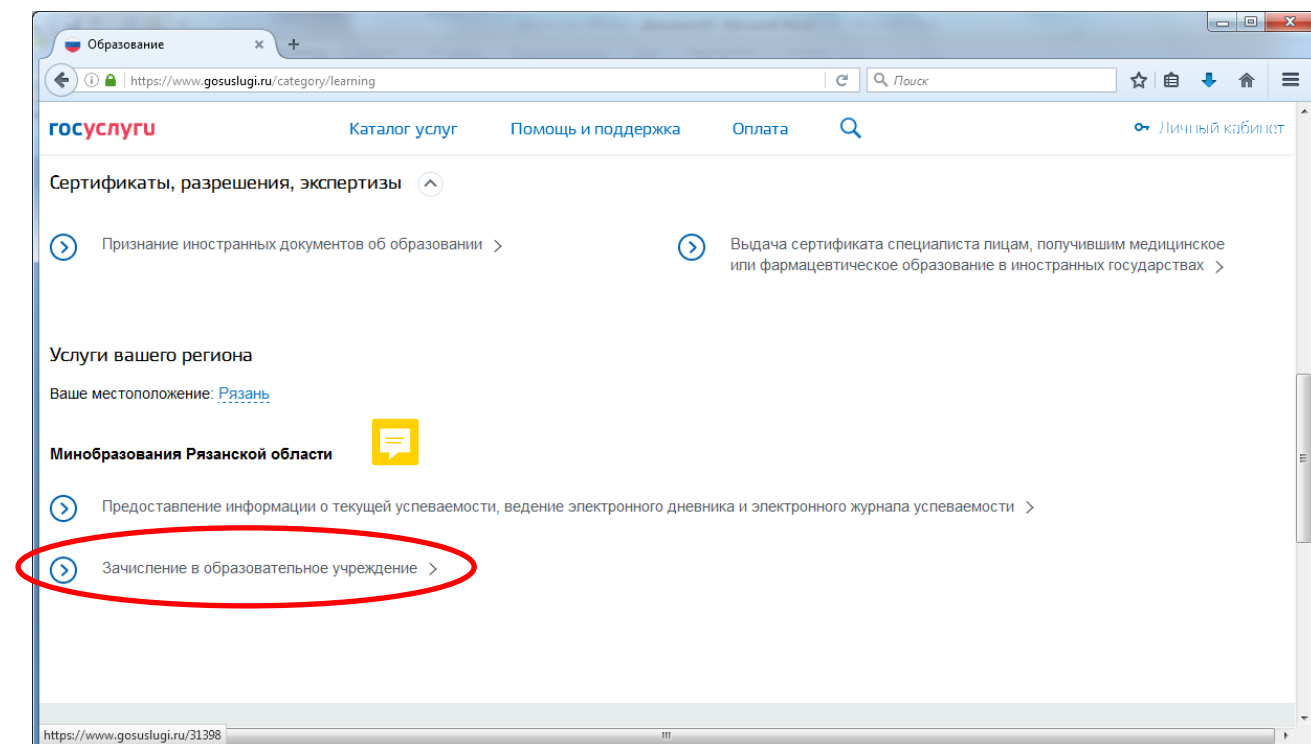 Образование
https://www.gosuslugi.ru/category/learning
Поиск
госуслуги
Каталог услуг
Помощь и поддержка
Оплата
Личный кабинет
Сертификаты, разрешения, экспертизы
Признание иностранных документов об образовании
Выдача сертификата специалиста лицам, получившим медицинское
или фармацевтическое образование в иностранных государствах
Услуги вашего региона
Ваше местоположение: Рязань
Минобразования Рязанской области
Предоставление информации о текущей успеваемости, ведение электронного дневника и электронного журнала успеваемости
Зачисление в образовательное учреждение
https://www.gosuslugi.ru/31398